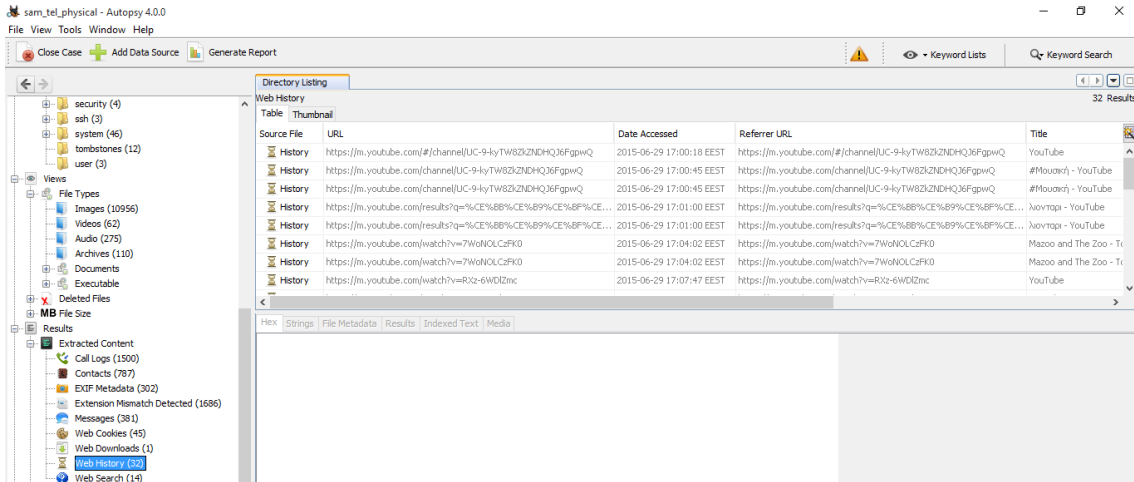 sam_tel_physical - Autopsy 4.0.0
File View Tools Window Help
Close Case Add Data Source Generate Report Keyword Lists Keyword Search
security (4)
ssh (3)
system (46)
tombstones (12)
user (3)
Views
File Types
Images (10956)
Videos (62)
Audio (275)
Archives (110)
Documents
Executable
Deleted Files
MB File Size
Results
Extracted Content
Call Logs (1500)
Contacts (787)
EXIF Metadata (302)
Extension Mismatch Detected (1686)
Messages (381)
Web Cookies (45)
Web Downloads (1)
Web History (32)
Web Search (14)
Directory Listing
Web History 32 Results
Table Thumbnail
Source File URL Date Accessed Referrer URL Title
History https://m.youtube.com/#/channel/UC-9-kyTW8ZkZNDHQJ6FgpwQ 2015-06-29 17:00:18 EEST https://m.youtube.com/#/channel/UC-9-kyTW8ZkZNDHQJ6FgpwQ YouTube
History https://m.youtube.com/channel/UC-9-kyTW8ZkZNDHQJ6FgpwQ 2015-06-29 17:00:45 EEST https://m.youtube.com/channel/UC-9-kyTW8ZkZNDHQJ6FgpwQ #Μουσική - YouTube
History https://m.youtube.com/channel/UC-9-kyTW8ZkZNDHQJ6FgpwQ 2015-06-29 17:00:45 EEST https://m.youtube.com/channel/UC-9-kyTW8ZkZNDHQJ6FgpwQ #Μουσική - YouTube
History https://m.youtube.com/results?q=%CE%BB%CE%B9%CE%BF%CE... 2015-06-29 17:01:00 EEST https://m.youtube.com/results?q=%CE%BB%CE%B9%CE%BF%CE... λιονταρι - YouTube
History https://m.youtube.com/results?q=%CE%BB%CE%B9%CE%BF%CE... 2015-06-29 17:01:00 EEST https://m.youtube.com/results?q=%CE%BB%CE%B9%CE%BF%CE... λιονταρι - YouTube
History https://m.youtube.com/watch?v=7WoNOLCzFK0 2015-06-29 17:04:02 EEST https://m.youtube.com/watch?v=7WoNOLCzFK0 Mazoo and The Zoo - To
History https://m.youtube.com/watch?v=7WoNOLCzFK0 2015-06-29 17:04:02 EEST https://m.youtube.com/watch?v=7WoNOLCzFK0 Mazoo and The Zoo - To
History https://m.youtube.com/watch?v=RXz-6WDlZmc 2015-06-29 17:07:47 EEST https://m.youtube.com/watch?v=RXz-6WDlZmc YouTube
Hex Strings File Metadata Results Indexed Text Media